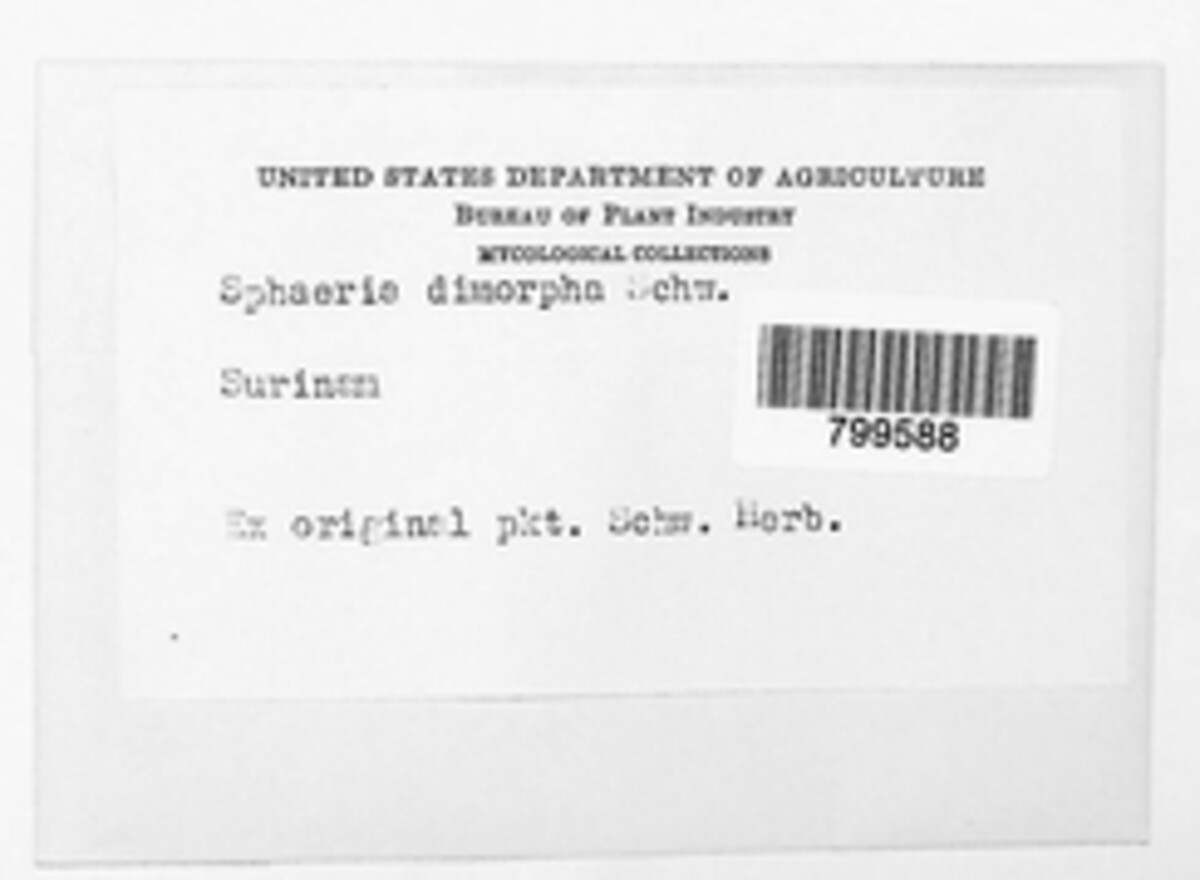 UNITED STATES DEPARTMENT OF AGRICULTURE
BUREAU OF PLANT INDUSTRY
MYCOLOGICAL COLLECTIONS
Sphaeria dimorpha Schw.
Surinam
799588
Ex original pkt. Schw. Herb.